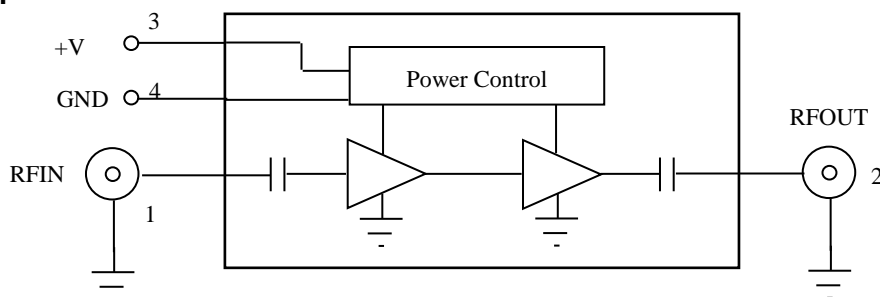 3
+V
Power Control
GND
4
RFOUT
RFIN
2
1